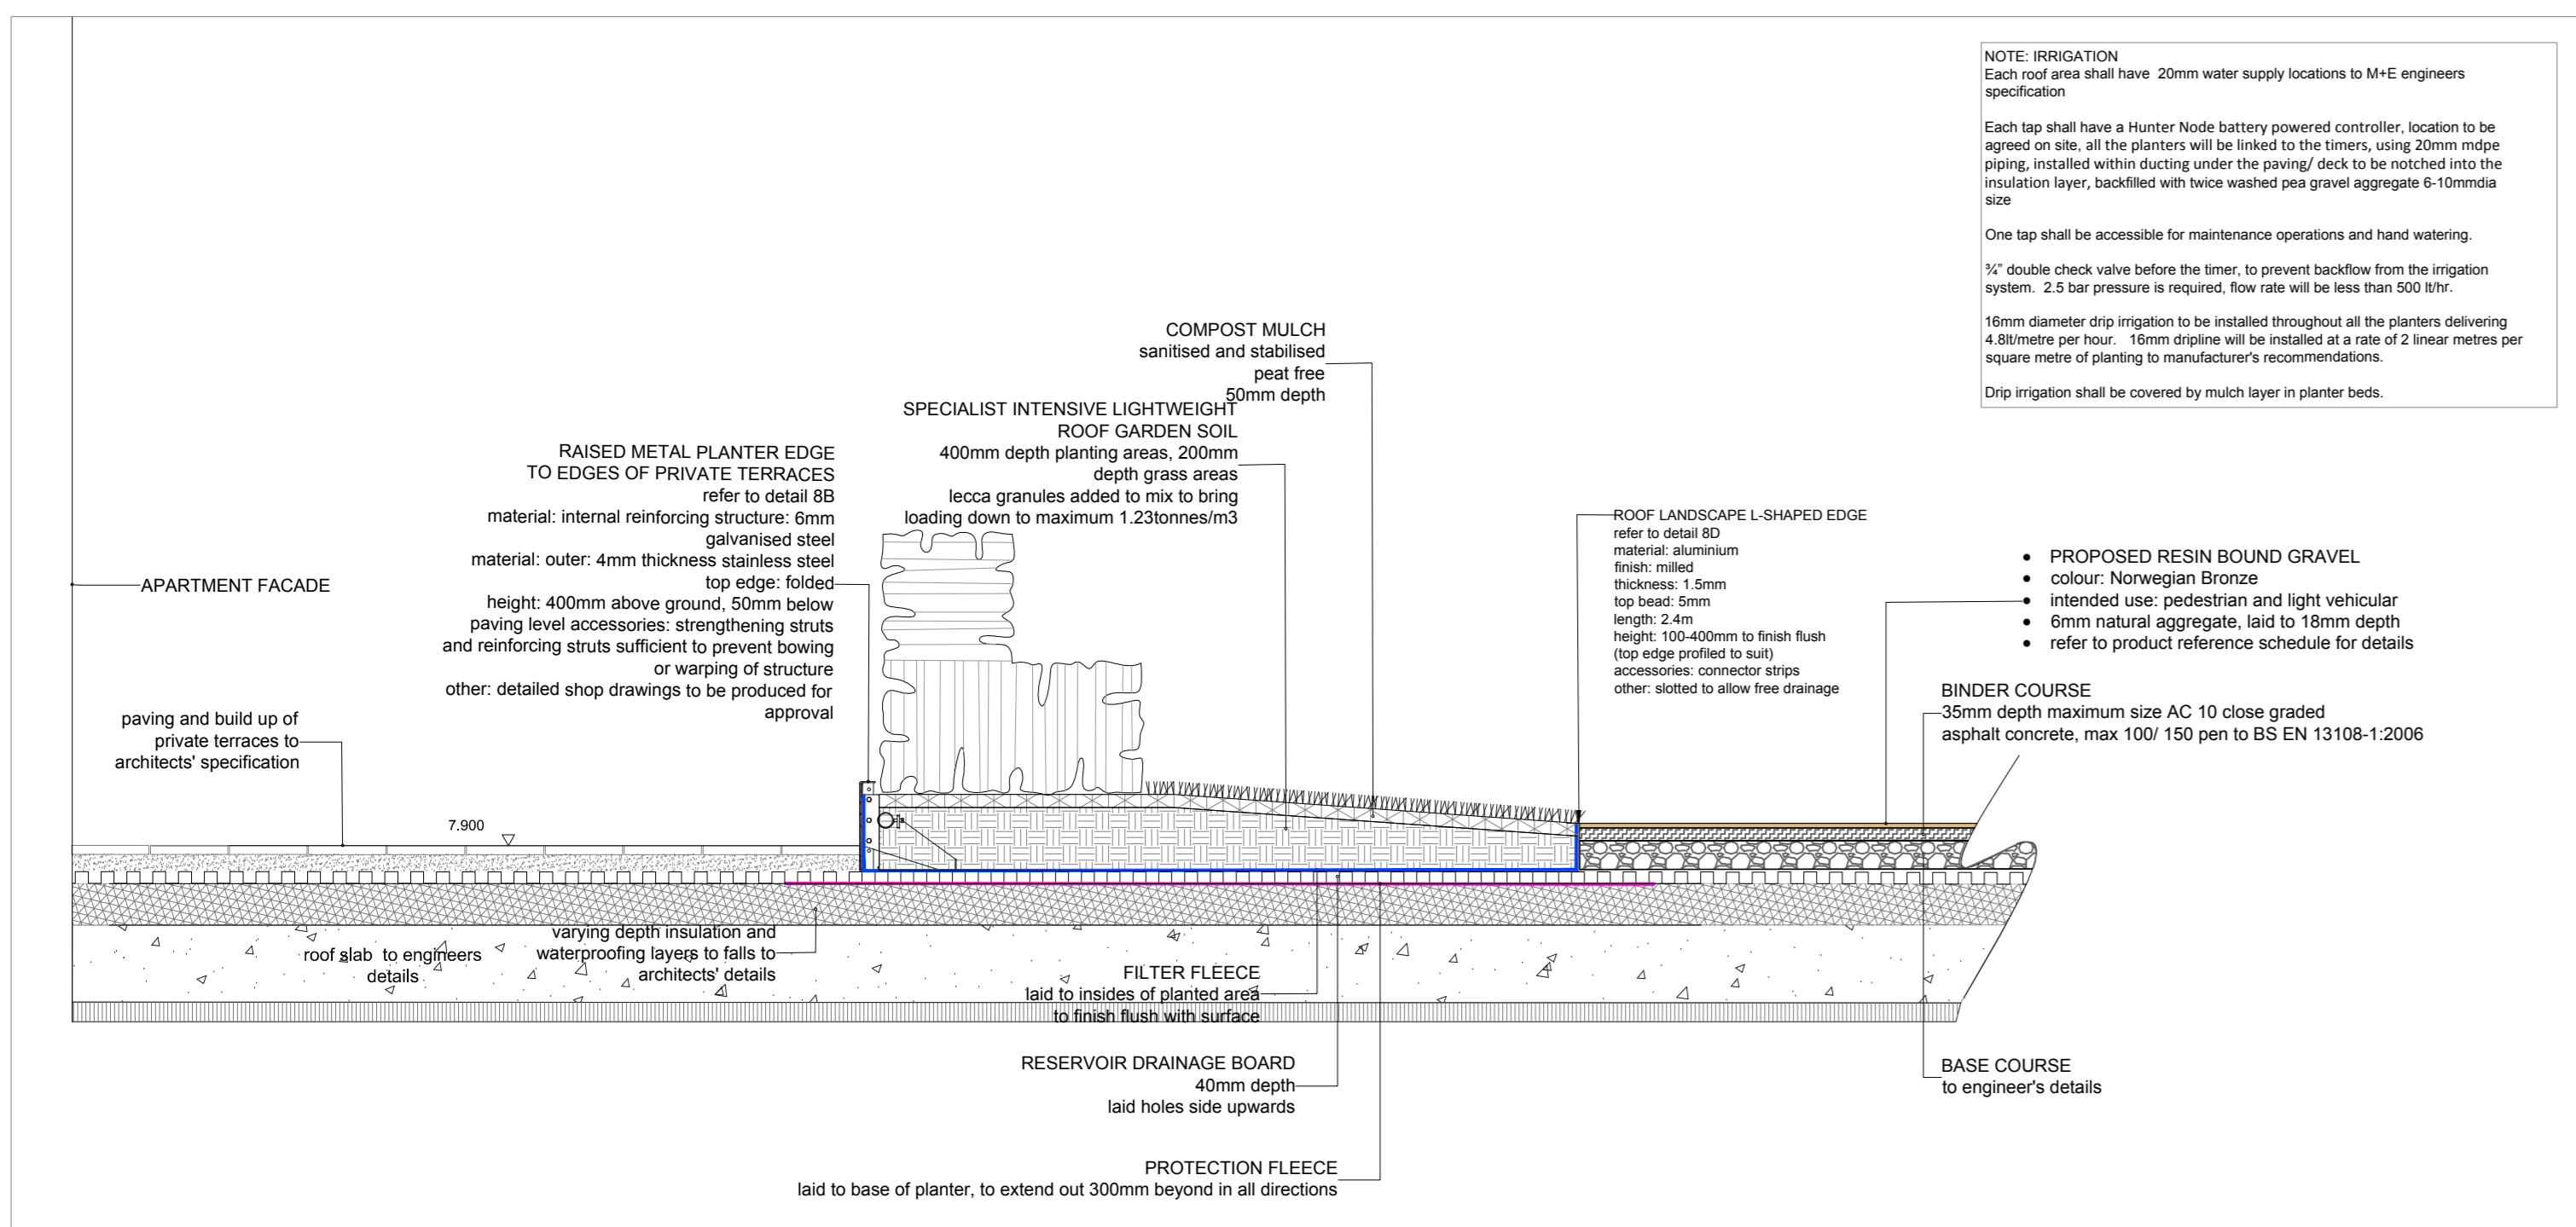 NOTE: IRRIGATION
Each roof area shall have 20mm water supply locations to M+E engineers
specification
Each tap shall have a Hunter Node battery powered controller, location to be
agreed on site, all the planters will be linked to the timers, using 20mm mdpe
piping, installed within ducting under the paving/ deck to be notched into the
insulation layer, backfilled with twice washed pea gravel aggregate 6-10mmdia
size
One tap shall be accessible for maintenance operations and hand watering.
¾" double check valve before the timer, to prevent backflow from the irrigation
system. 2.5 bar pressure is required, flow rate will be less than 500 lt/hr.
16mm diameter drip irrigation to be installed throughout all the planters delivering
4.8lt/metre per hour. 16mm dripline will be installed at a rate of 2 linear metres per
square metre of planting to manufacturer's recommendations.
Drip irrigation shall be covered by mulch layer in planter beds.
COMPOST MULCH
sanitised and stabilised
peat free
50mm depth
SPECIALIST INTENSIVE LIGHTWEIGHT
ROOF GARDEN SOIL
400mm depth planting areas, 200mm
depth grass areas
lecca granules added to mix to bring
loading down to maximum 1.23tonnes/m3
RAISED METAL PLANTER EDGE
TO EDGES OF PRIVATE TERRACES
refer to detail 8B
material: internal reinforcing structure: 6mm
galvanised steel
material: outer: 4mm thickness stainless steel
top edge: folded
height: 400mm above ground, 50mm below
paving level accessories: strengthening struts
and reinforcing struts sufficient to prevent bowing
or warping of structure
other: detailed shop drawings to be produced for
approval
APARTMENT FACADE
ROOF LANDSCAPE L-SHAPED EDGE
refer to detail 8D
material: aluminium
finish: milled
thickness: 1.5mm
top bead: 5mm
length: 2.4m
height: 100-400mm to finish flush
(top edge profiled to suit)
accessories: connector strips
other: slotted to allow free drainage
• PROPOSED RESIN BOUND GRAVEL
• colour: Norwegian Bronze
• intended use: pedestrian and light vehicular
• 6mm natural aggregate, laid to 18mm depth
• refer to product reference schedule for details
BINDER COURSE
35mm depth maximum size AC 10 close graded
asphalt concrete, max 100/ 150 pen to BS EN 13108-1:2006
paving and build up of
private terraces to
architects' specification
7.900
roof slab to engineers
details
varying depth insulation and
waterproofing layers to falls to
architects' details
FILTER FLEECE
laid to insides of planted area
to finish flush with surface
RESERVOIR DRAINAGE BOARD
40mm depth
laid holes side upwards
BASE COURSE
to engineer's details
PROTECTION FLEECE
laid to base of planter, to extend out 300mm beyond in all directions